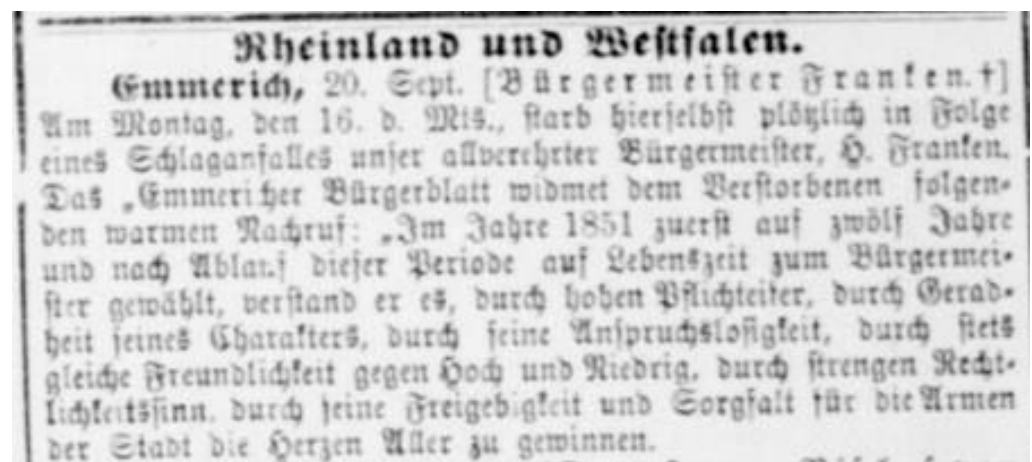 Rheinland und Westfalen.
Emmerich, 20. Sept. [Bürgermeister Franken.†]
Am Montag, den 16. d. Mts., starb hierselbst plötzlich in Folge
eines Schlaganfalles unser allverehrter Bürgermeister, H. Franken.
Das „Emmericher Bürgerblatt widmet dem Verstorbenen folgen-
den warmen Nachruf: „Im Jahre 1851 zuerst auf zwölf Jahre
und nach Ablauf dieser Periode auf Lebenszeit zum Bürgermei-
ster gewählt, verstand er es, durch hohen Pflichteifer, durch Gerad-
heit seines Charakters, durch seine Anspruchslosigkeit, durch stets
gleiche Freundlichkeit gegen Hoch und Niedrig, durch strengen Recht-
lichkeitssinn, durch seine Freigebigkeit und Sorgfalt für die Armen
der Stadt die Herzen Aller zu gewinnen.